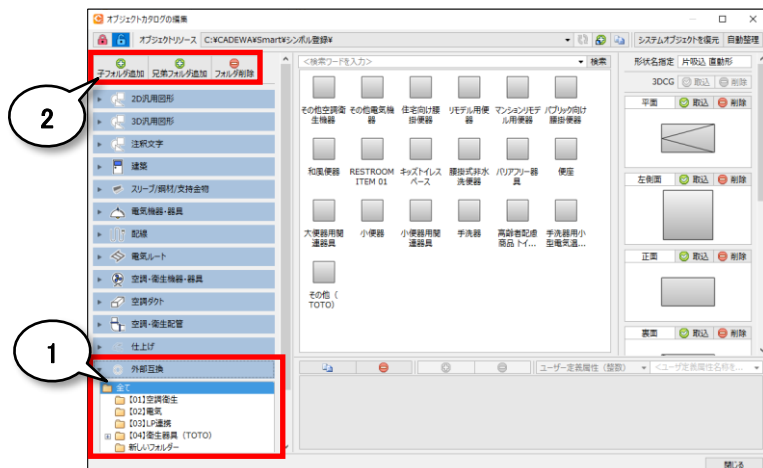 オブジェクトカタログの編集
オブジェクトリソース C:¥CADEWA¥Smart¥シンボル登録¥
システムオブジェクトを復元 自動整理
子フォルダ追加 兄弟フォルダ追加 フォルダ削除
2
2D汎用図形
3D汎用図形
注釈文字
建築
スリーブ/鋼材/支持金物
電気機器・器具
配線
電気ルート
空調・衛生機器・器具
空調ダクト
空調・衛生配管
仕上げ
1
外部互換
全て
【01】空調衛生
【02】電気
【03】LP連携
【04】衛生器具（TOTO）
新しいフォルダー
<検索ワードを入力>
検索
その他空調衛生機器
その他電気機器
住宅向け腰掛便器
リモデル用便器
マンションリモデル用便器
パブリック向け腰掛便器
和風便器
RESTROOM ITEM 01
キッズトイレスペース
腰掛式非水洗便器
バリアフリー器具
便座
大便器用関連器具
小便器
小便器用関連器具
手洗器
高齢者配慮商品 トイ...
手洗器用小型電気温...
その他（TOTO）
ユーザー定義属性（整数）
<ユーザ定義属性名称を...
形状名指定 片吸込 直動形
3DCG 取込 削除
平面 取込 削除
左側面 取込 削除
正面 取込 削除
裏面 取込 削除
閉じる